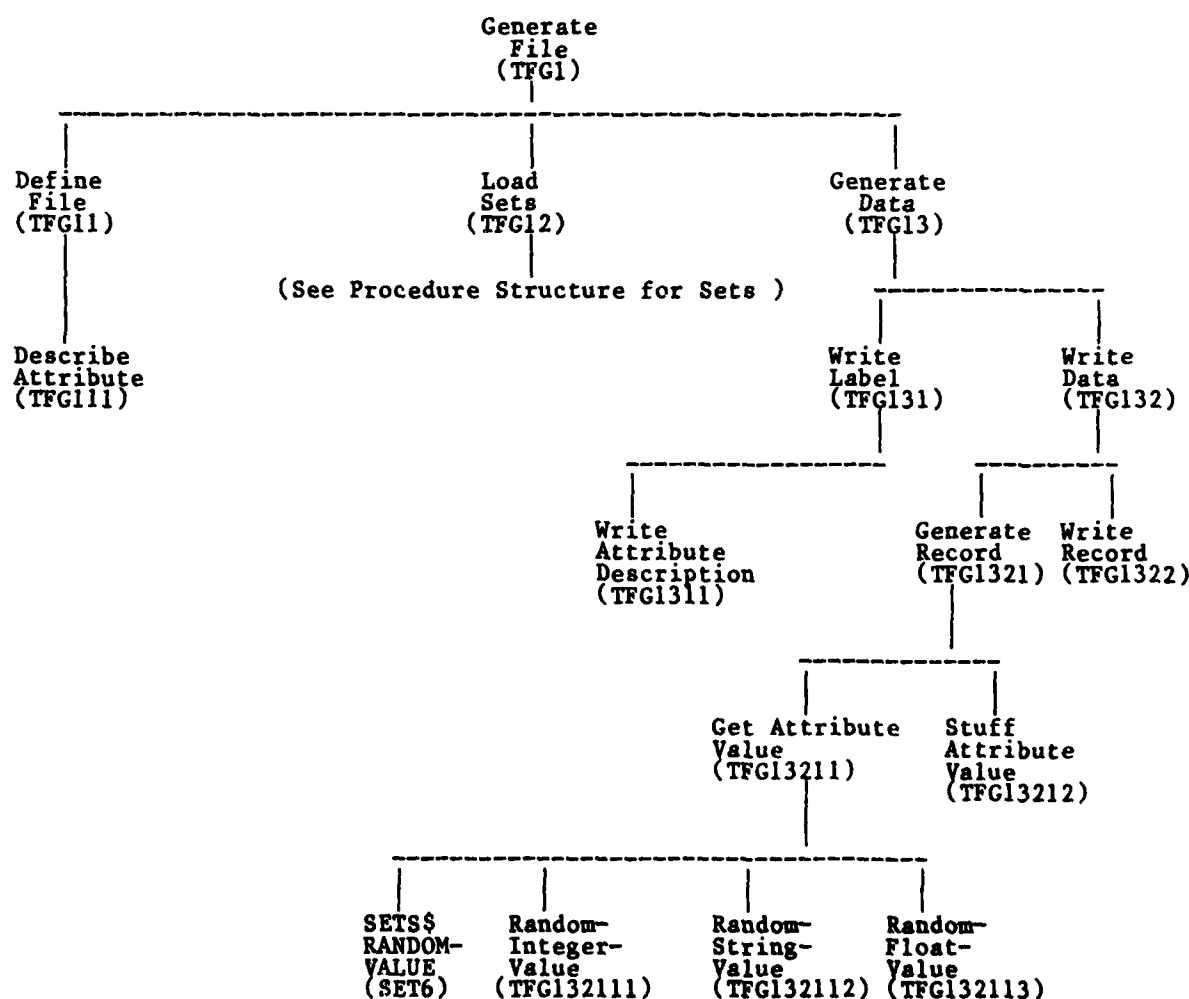 Generate
File
(TFG1)
Define
File
(TFG11)
Load
Sets
(TFG12)
Generate
Data
(TFG13)
(See Procedure Structure for Sets )
Describe
Attribute
(TFG111)
Write
Label
(TFG131)
Write
Data
(TFG132)
Write
Attribute
Description
(TFG1311)
Generate
Record
(TFG1321)
Write
Record
(TFG1322)
Get Attribute
Value
(TFG13211)
Stuff
Attribute
Value
(TFG13212)
SETS$
RANDOM-
VALUE
(SET6)
Random-
Integer-
Value
(TFG132111)
Random-
String-
Value
(TFG132112)
Random-
Float-
Value
(TFG132113)